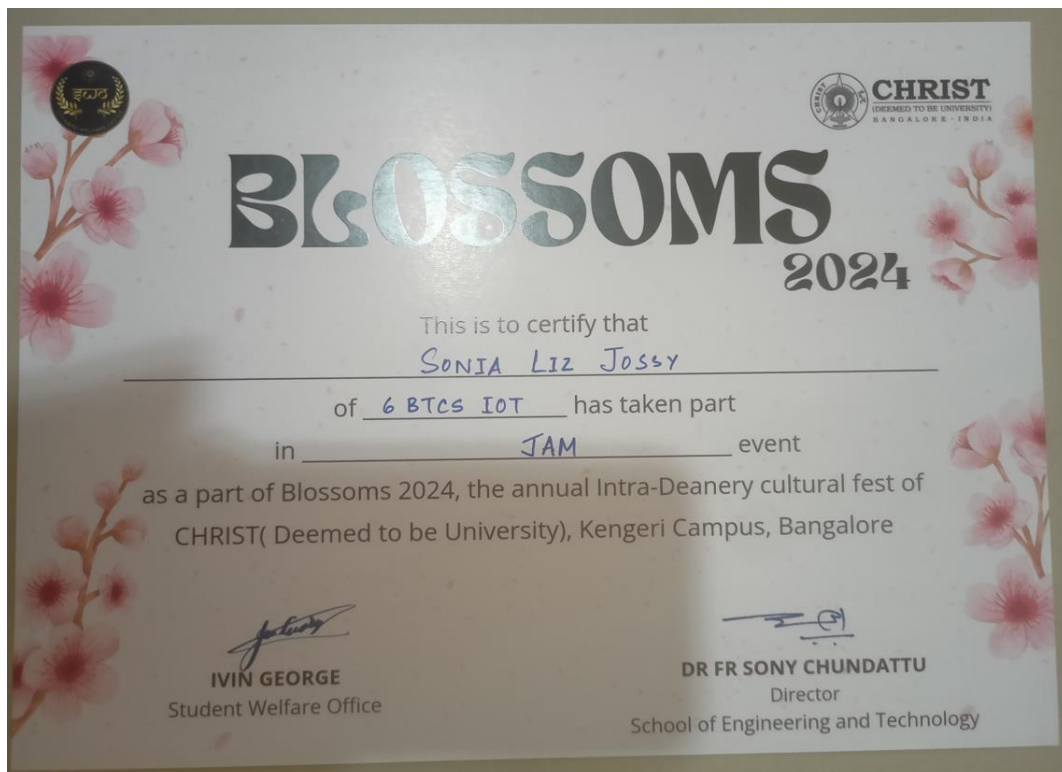 ಕ್ರೈಸ್ಟ್
CHRIST
(DEEMED TO BE UNIVERSITY)
BANGALORE · INDIA
BLOSSOMS
2024
This is to certify that
SONIA LIZ JOSSY
of 6 BTCS IOT has taken part
in JAM event
as a part of Blossoms 2024, the annual Intra-Deanery cultural fest of
CHRIST( Deemed to be University), Kengeri Campus, Bangalore
IVIN GEORGE
Student Welfare Office
DR FR SONY CHUNDATTU
Director
School of Engineering and Technology